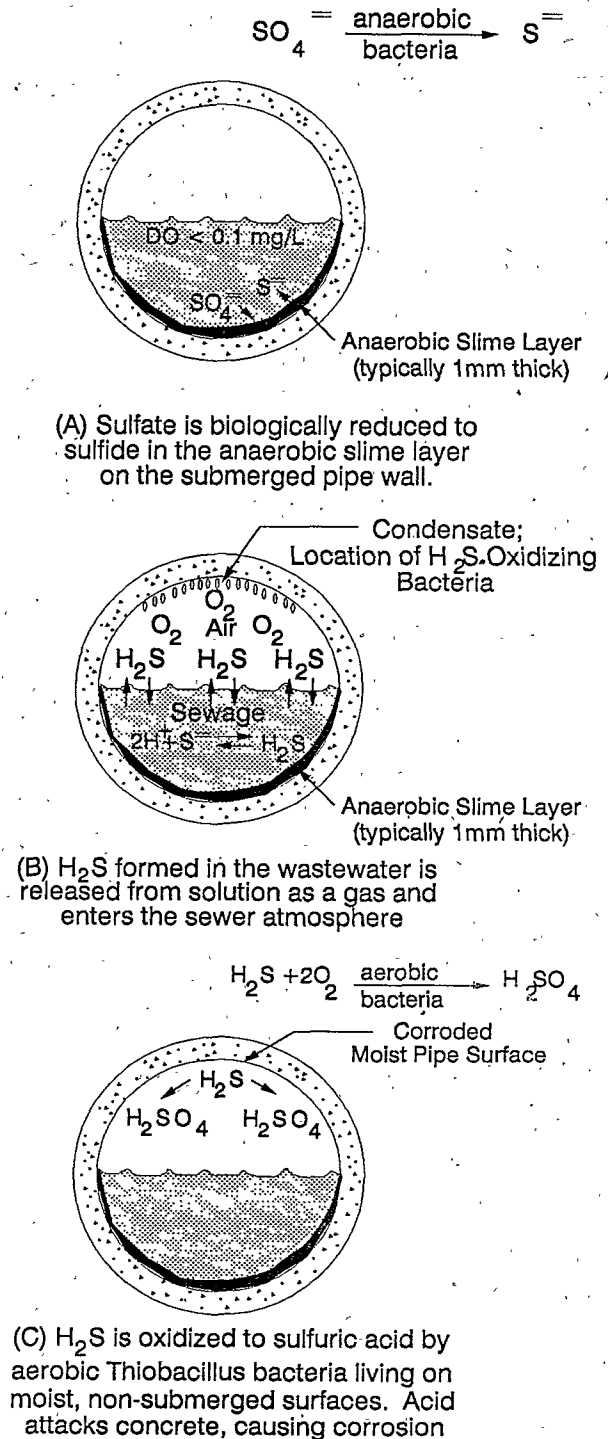 SO4= anaerobic bacteria → S=
DO < 0.1 mg/L
SO4= S=
Anaerobic Slime Layer
(typically 1mm thick)
(A) Sulfate is biologically reduced to
sulfide in the anaerobic slime layer
on the submerged pipe wall.
Condensate;
Location of H2S-Oxidizing
Bacteria
O2
O2 Air O2
H2S H2S H2S
Sewage
2H+ + S= ⇌ H2S
Anaerobic Slime Layer
(typically 1mm thick)
(B) H2S formed in the wastewater is
released from solution as a gas and
enters the sewer atmosphere
H2S + 2O2 aerobic bacteria → H2SO4
Corroded
Moist Pipe Surface
H2S
H2SO4 H2SO4
(C) H2S is oxidized to sulfuric acid by
aerobic Thiobacillus bacteria living on
moist, non-submerged surfaces. Acid
attacks concrete, causing corrosion